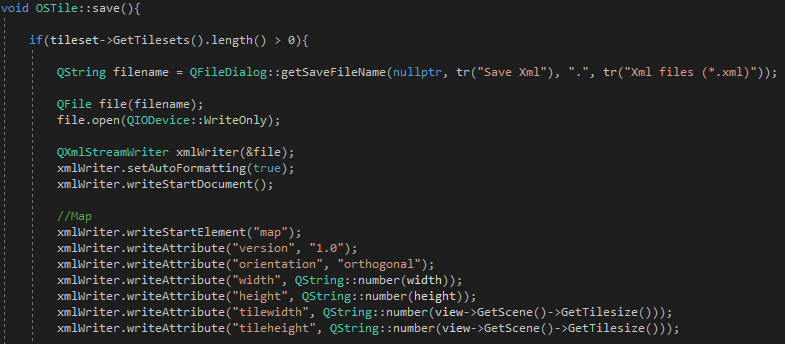 void OSTile::save(){
if(tileset->GetTilesets().length() > 0){
QString filename = QFileDialog::getSaveFileName(nullptr, tr("Save Xml"), ".", tr("Xml files (*.xml)"));
QFile file(filename);
file.open(QIODevice::WriteOnly);
QXmlStreamWriter xmlWriter(&file);
xmlWriter.setAutoFormatting(true);
xmlWriter.writeStartDocument();
//Map
xmlWriter.writeStartElement("map");
xmlWriter.writeAttribute("version", "1.0");
xmlWriter.writeAttribute("orientation", "orthogonal");
xmlWriter.writeAttribute("width", QString::number(width));
xmlWriter.writeAttribute("height", QString::number(height));
xmlWriter.writeAttribute("tilewidth", QString::number(view->GetScene()->GetTilesize()));
xmlWriter.writeAttribute("tileheight", QString::number(view->GetScene()->GetTilesize()));